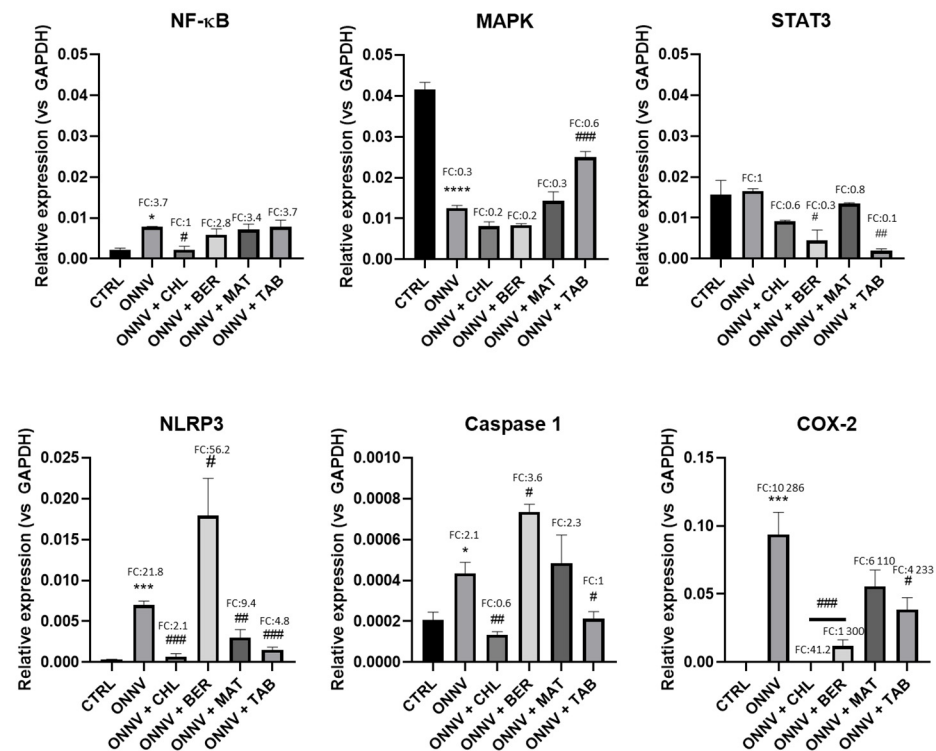 NF-κB
Relative expression (vs GAPDH)
0.05
0.04
0.03
0.02
0.01
0.00
FC:3.7
*
FC:1
#
FC:2.8
FC:3.4
FC:3.7
CTRL
ONNV
ONNV + CHL
ONNV + BER
ONNV + MAT
ONNV + TAB
MAPK
Relative expression (vs GAPDH)
0.05
0.04
0.03
0.02
0.01
0.00
FC:0.3
****
FC:0.2
FC:0.2
FC:0.3
FC:0.6
###
CTRL
ONNV
ONNV + CHL
ONNV + BER
ONNV + MAT
ONNV + TAB
STAT3
Relative expression (vs GAPDH)
0.05
0.04
0.03
0.02
0.01
0.00
FC:1
FC:0.6
FC:0.3
#
FC:0.8
FC:0.1
##
CTRL
ONNV
ONNV + CHL
ONNV + BER
ONNV + MAT
ONNV + TAB
NLRP3
Relative expression (vs GAPDH)
0.025
0.020
0.015
0.010
0.005
0.000
FC:21.8
***
FC:2.1
###
FC:56.2
#
FC:9.4
##
FC:4.8
###
CTRL
ONNV
ONNV + CHL
ONNV + BER
ONNV + MAT
ONNV + TAB
Caspase 1
Relative expression (vs GAPDH)
0.0010
0.0008
0.0006
0.0004
0.0002
0.0000
FC:2.1
*
FC:0.6
##
FC:3.6
#
FC:2.3
FC:1
#
CTRL
ONNV
ONNV + CHL
ONNV + BER
ONNV + MAT
ONNV + TAB
COX-2
Relative expression (vs GAPDH)
0.15
0.10
0.05
0.00
FC:10 286
***
###
FC:41.2
FC:1 300
FC:6 110
FC:4 233
#
CTRL
ONNV
ONNV + CHL
ONNV + BER
ONNV + MAT
ONNV + TAB